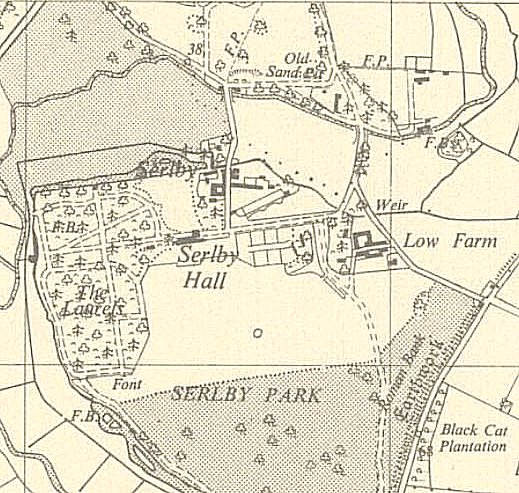 38
F.P.
Old
Sand Pit
F.P.
F.B.
Serlby
Weir
F.B.
Serlby
Hall
Low Farm
The
Laurels
Font
SERLBY PARK
Roman Bank
Earthwork
F.B.
Black Cat
Plantation